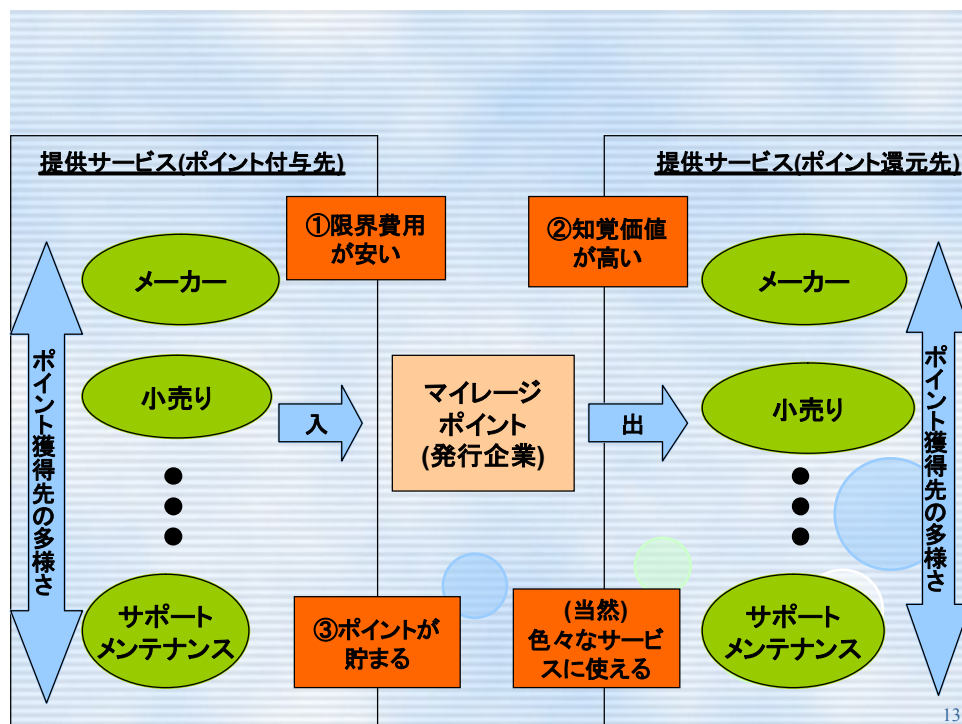 提供サービス(ポイント付与先)
①限界費用
が安い
メーカー
小売り
サポート
メンテナンス
ポイント獲得先の多様さ
入
③ポイントが
貯まる
マイレージ
ポイント
(発行企業)
出
提供サービス(ポイント還元先)
②知覚価値
が高い
メーカー
小売り
サポート
メンテナンス
(当然)
色々なサービ
スに使える
ポイント獲得先の多様さ
13